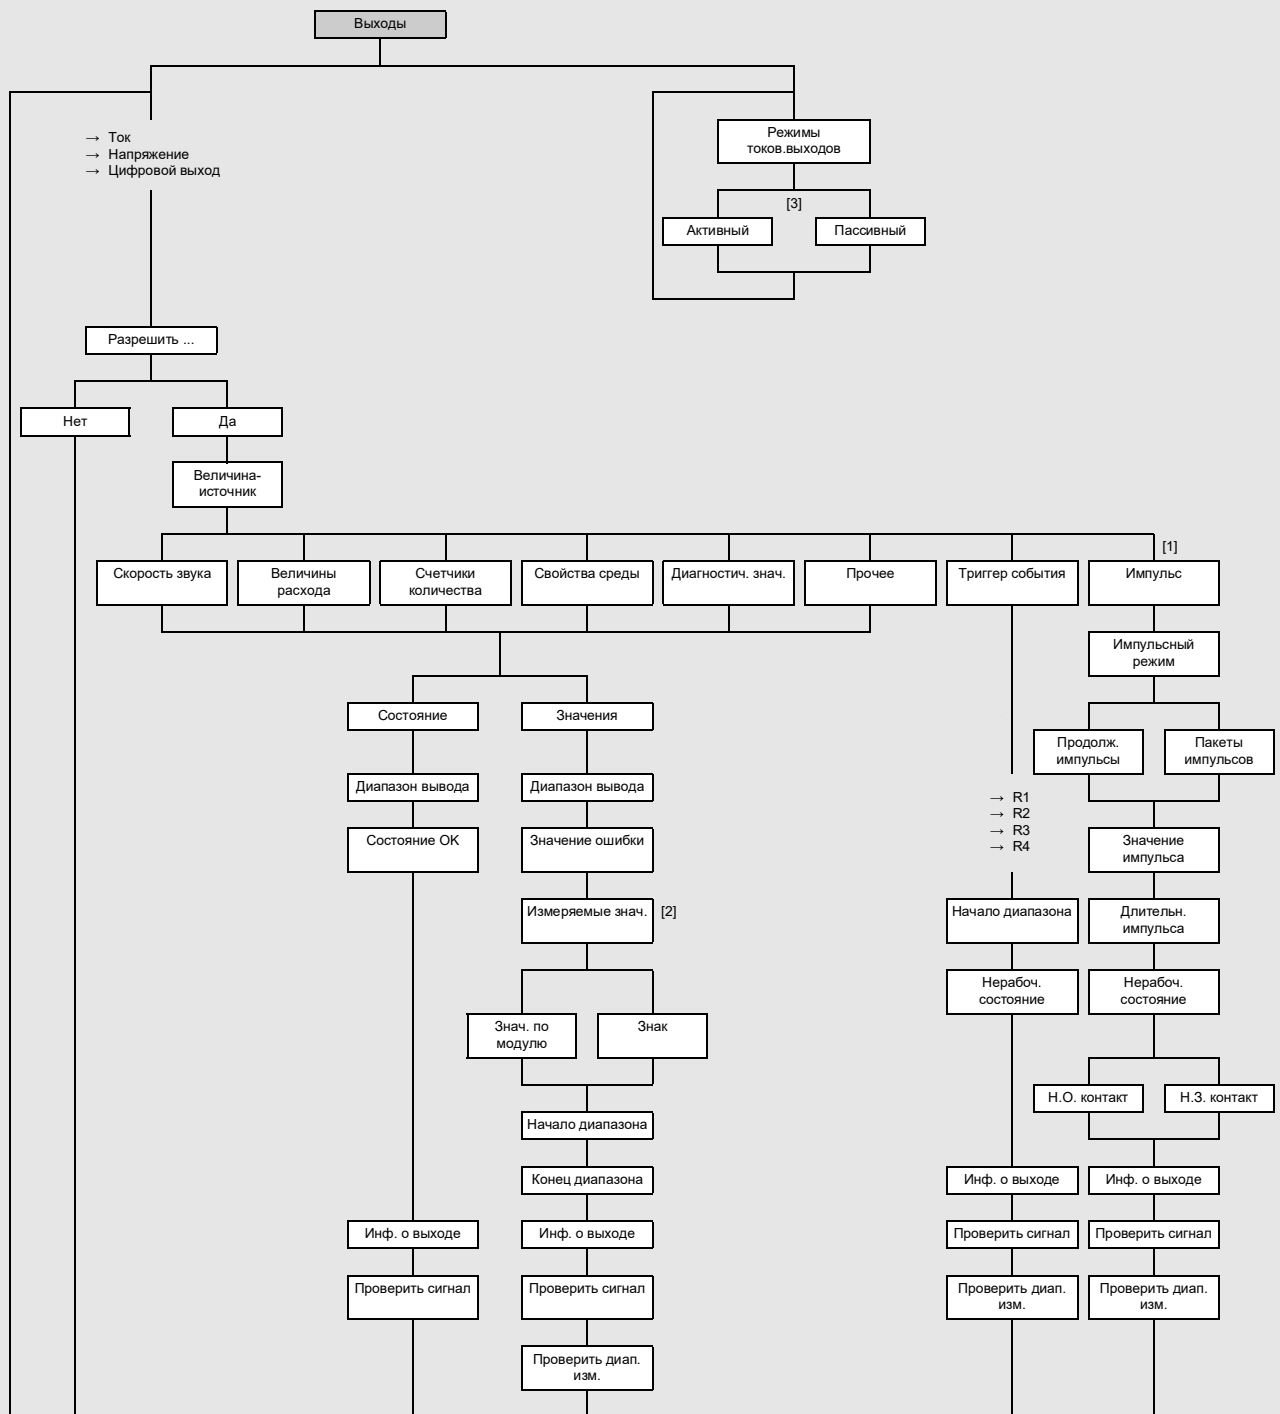 Выходы
→ Ток
→ Напряжение
→ Цифровой выход
Режимы
токов.выходов
[3]
Активный
Пассивный
Разрешить ...
Нет
Да
Величина-
источник
[1]
Скорость звука
Величины
расхода
Счетчики
количества
Свойства среды
Диагностич. знач.
Прочее
Триггер события
Импульс
Импульсный
режим
Состояние
Значения
Продолж.
импульсы
Пакеты
импульсов
Диапазон вывода
Диапазон вывода
→ R1
→ R2
→ R3
→ R4
Состояние OK
Значение ошибки
Значение
импульса
Измеряемые знач.
[2]
Начало диапазона
Длительн.
импульса
Нерабоч.
состояние
Нерабоч.
состояние
Знач. по
модулю
Знак
Н.О. контакт
Н.З. контакт
Начало диапазона
Конец диапазона
Инф. о выходе
Инф. о выходе
Инф. о выходе
Инф. о выходе
Проверить сигнал
Проверить сигнал
Проверить сигнал
Проверить сигнал
Проверить диап.
изм.
Проверить диап.
изм.
Проверить диап.
изм.